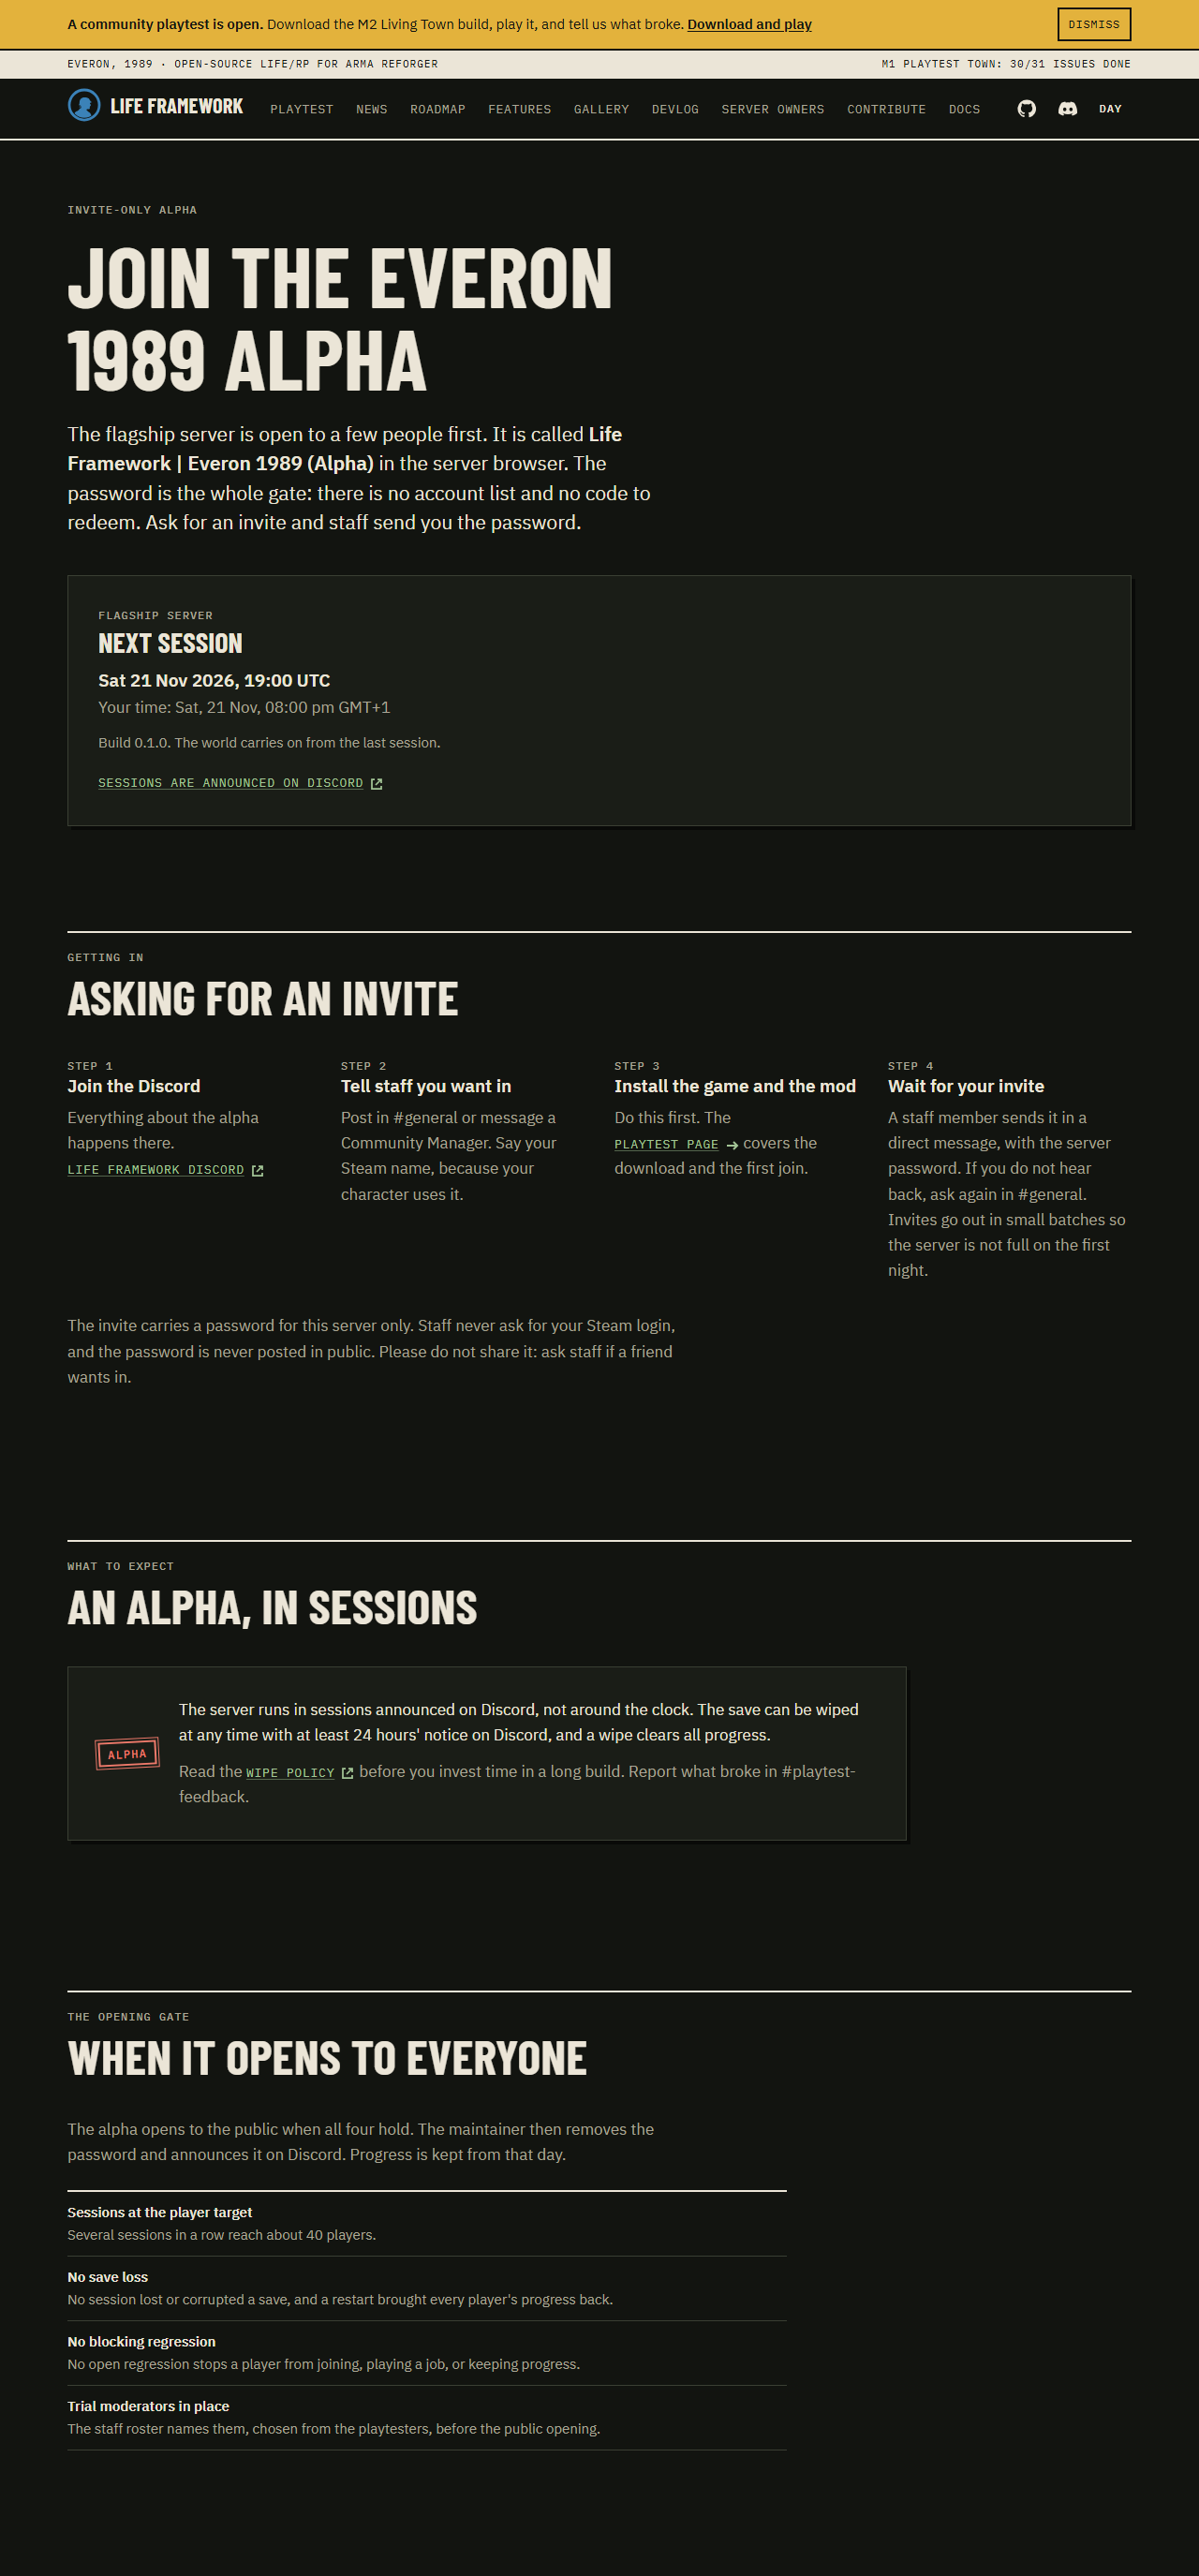 A community playtest is open. Download the M2 Living Town build, play it, and tell us what broke. Download and play
DISMISS
EVERON, 1989 · OPEN-SOURCE LIFE/RP FOR ARMA REFORGER
M1 PLAYTEST TOWN: 30/31 ISSUES DONE
LIFE FRAMEWORK
PLAYTEST NEWS ROADMAP FEATURES GALLERY DEVLOG SERVER OWNERS CONTRIBUTE DOCS
DAY
INVITE-ONLY ALPHA
JOIN THE EVERON
1989 ALPHA
The flagship server is open to a few people first. It is called Life
Framework | Everon 1989 (Alpha) in the server browser. The
password is the whole gate: there is no account list and no code to
redeem. Ask for an invite and staff send you the password.
FLAGSHIP SERVER
NEXT SESSION
Sat 21 Nov 2026, 19:00 UTC
Your time: Sat, 21 Nov, 08:00 pm GMT+1
Build 0.1.0. The world carries on from the last session.
SESSIONS ARE ANNOUNCED ON DISCORD
GETTING IN
ASKING FOR AN INVITE
STEP 1
Join the Discord
Everything about the alpha
happens there.
LIFE FRAMEWORK DISCORD
STEP 2
Tell staff you want in
Post in #general or message a
Community Manager. Say your
Steam name, because your
character uses it.
STEP 3
Install the game and the mod
Do this first. The
PLAYTEST PAGE → covers the
download and the first join.
STEP 4
Wait for your invite
A staff member sends it in a
direct message, with the server
password. If you do not hear
back, ask again in #general.
Invites go out in small batches so
the server is not full on the first
night.
The invite carries a password for this server only. Staff never ask for your Steam login,
and the password is never posted in public. Please do not share it: ask staff if a friend
wants in.
WHAT TO EXPECT
AN ALPHA, IN SESSIONS
ALPHA
The server runs in sessions announced on Discord, not around the clock. The save can be wiped
at any time with at least 24 hours' notice on Discord, and a wipe clears all progress.
Read the WIPE POLICY before you invest time in a long build. Report what broke in #playtest-
feedback.
THE OPENING GATE
WHEN IT OPENS TO EVERYONE
The alpha opens to the public when all four hold. The maintainer then removes the
password and announces it on Discord. Progress is kept from that day.
Sessions at the player target
Several sessions in a row reach about 40 players.
No save loss
No session lost or corrupted a save, and a restart brought every player's progress back.
No blocking regression
No open regression stops a player from joining, playing a job, or keeping progress.
Trial moderators in place
The staff roster names them, chosen from the playtesters, before the public opening.